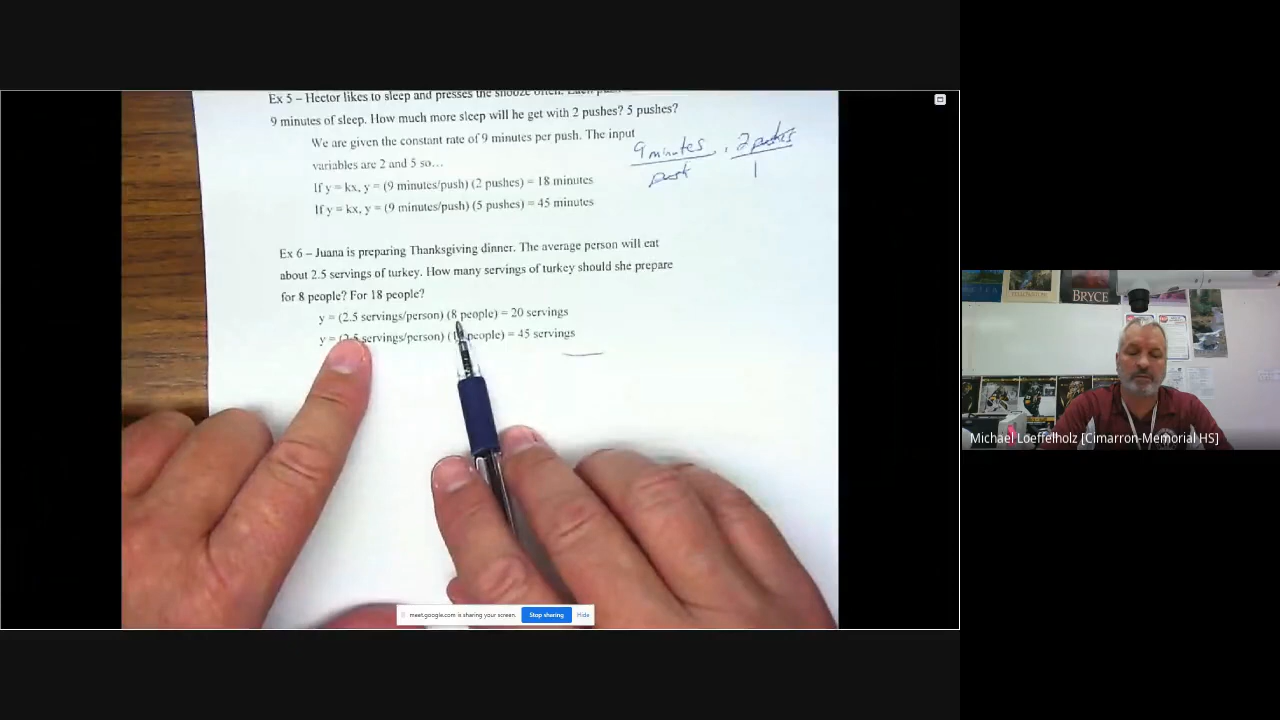 Ex 5 – Hector likes to sleep and presses the snooze often. Each
9 minutes of sleep. How much more sleep will he get with 2 pushes? 5 pushes?
We are given the constant rate of 9 minutes per push. The input
variables are 2 and 5 so…
If y = kx, y = (9 minutes/push) (2 pushes) = 18 minutes
If y = kx, y = (9 minutes/push) (5 pushes) = 45 minutes
9 minutes . 2 pushes
push 1
Ex 6 – Juana is preparing Thanksgiving dinner. The average person will eat
about 2.5 servings of turkey. How many servings of turkey should she prepare
for 8 people? For 18 people?
y = (2.5 servings/person) (8 people) = 20 servings
y = (2.5 servings/person) ( people) = 45 servings
meet.google.com is sharing your screen.
Stop sharing
Hide
BRYCE
Michael Loeffelholz [Cimarron-Memorial HS]